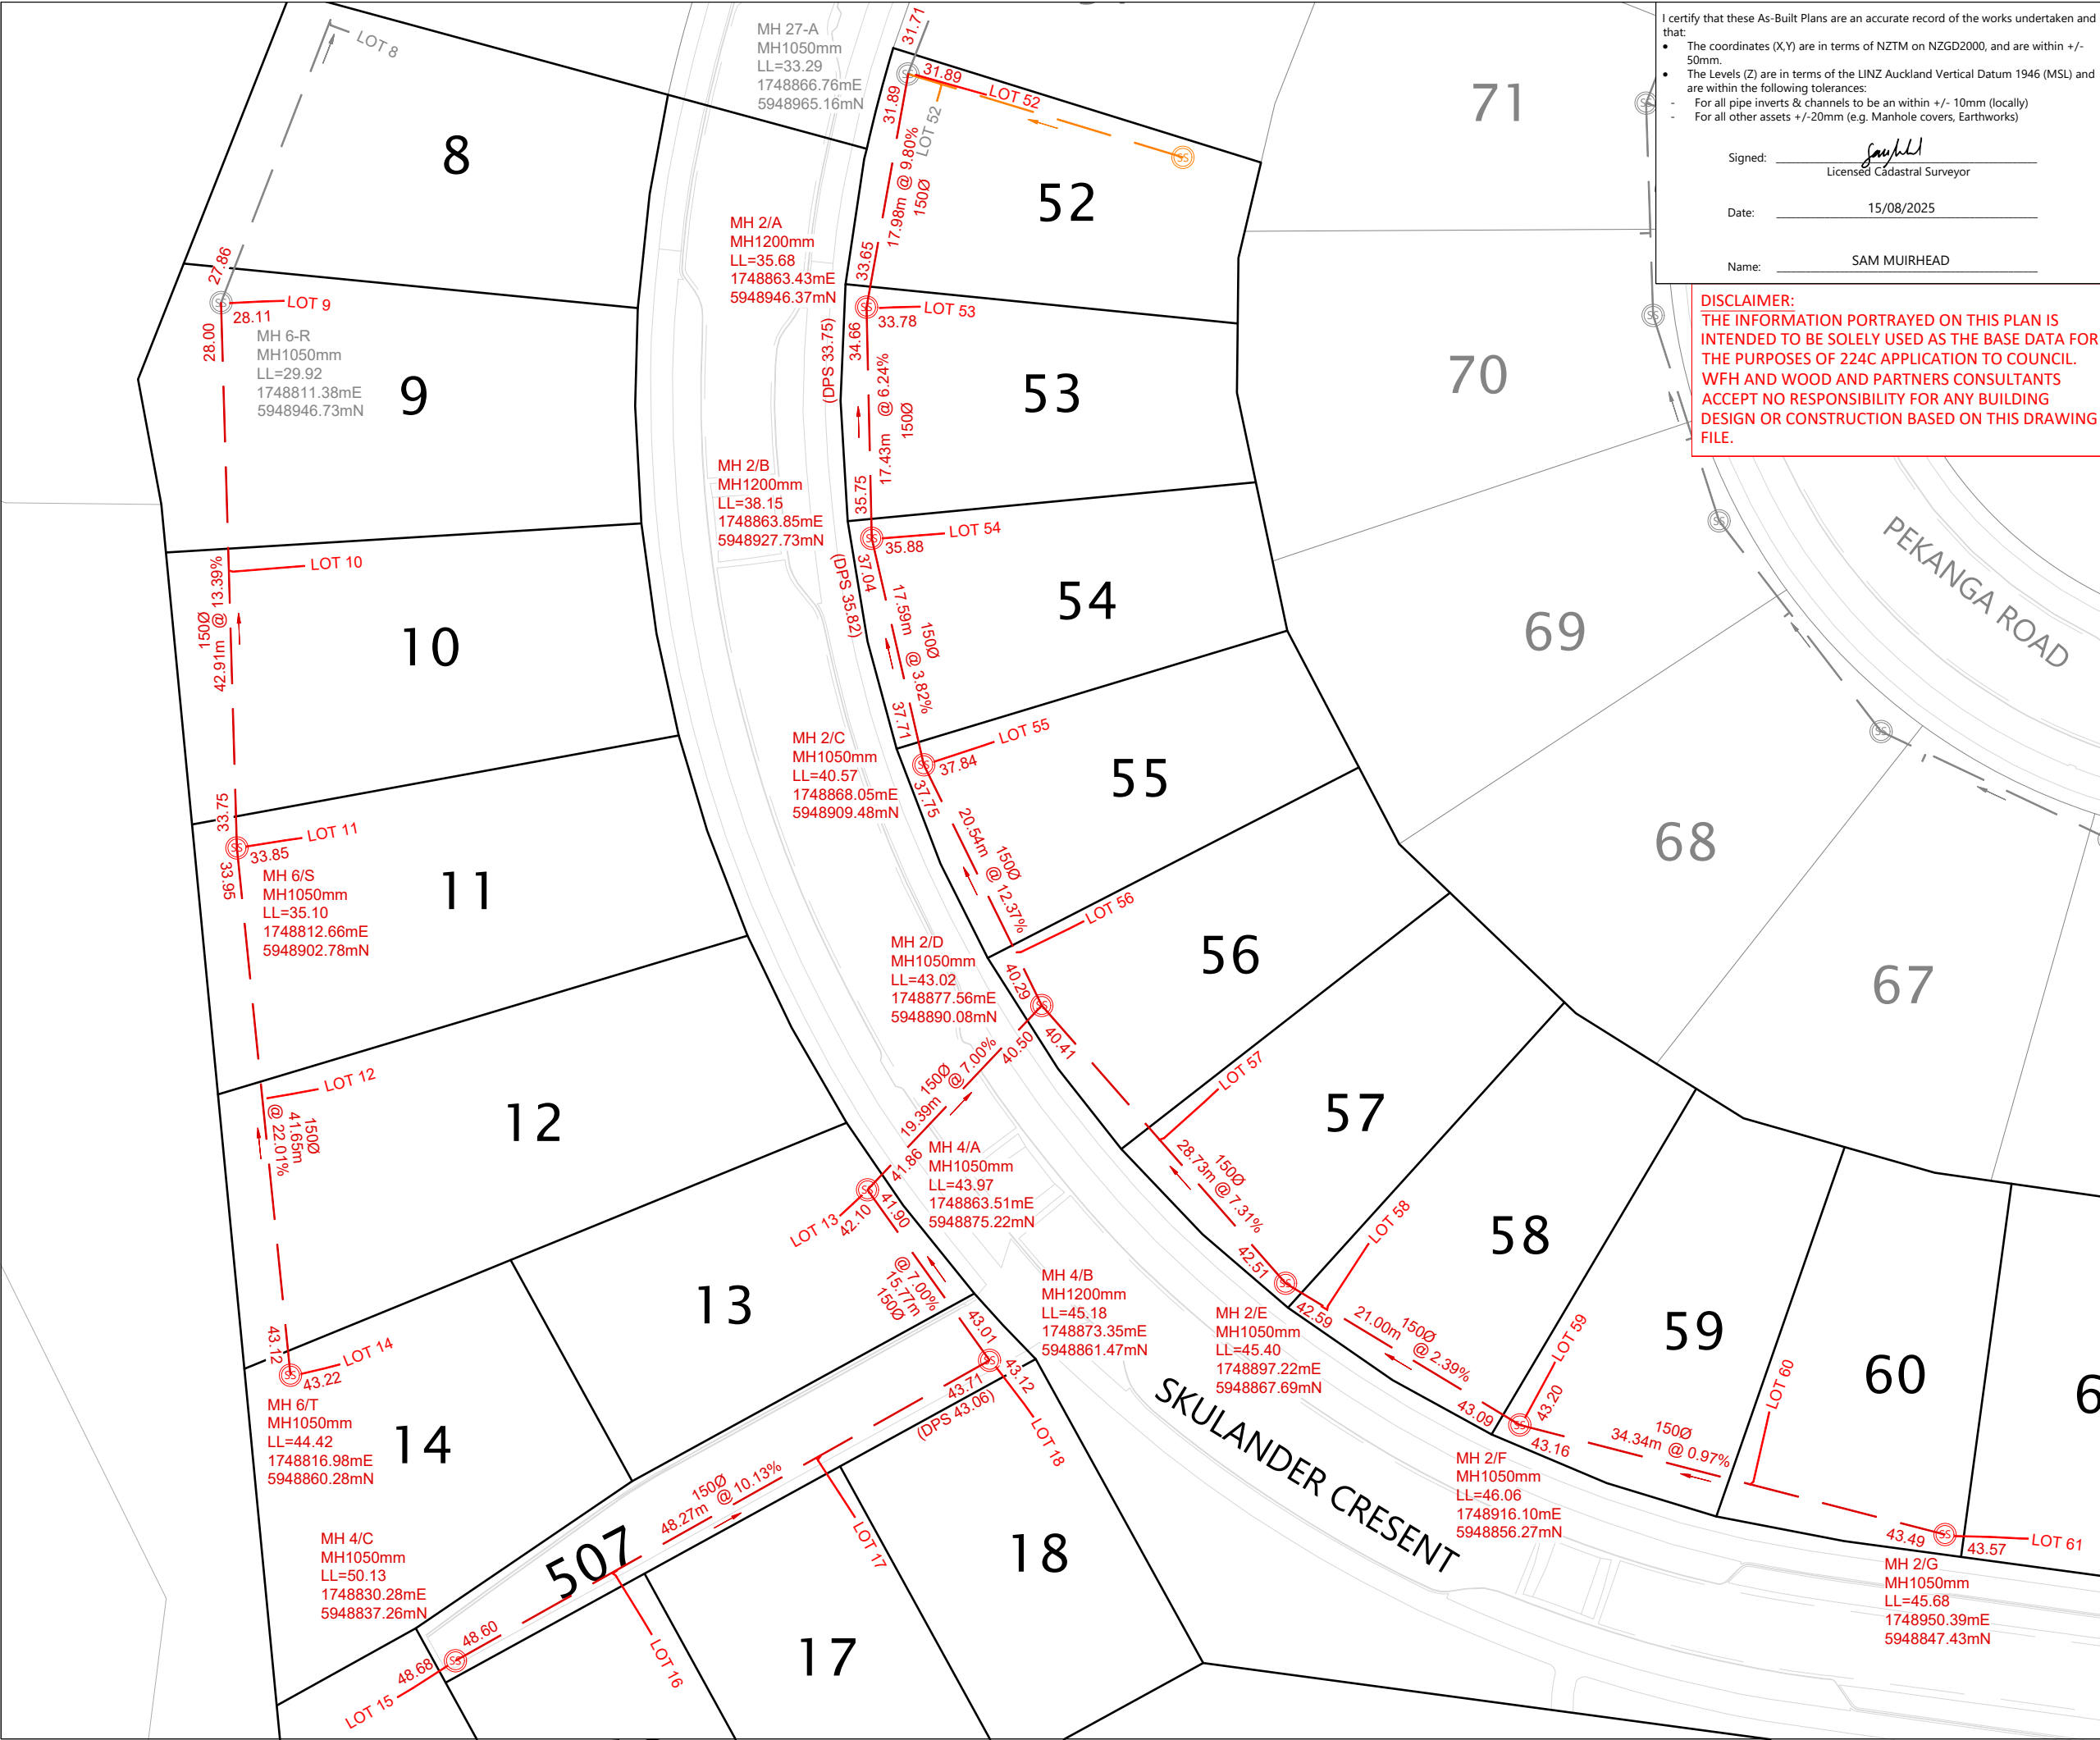 I certify that these As-Built Plans are an accurate record of the works undertaken and
that:
• The coordinates (X,Y) are in terms of NZTM on NZGD2000, and are within +/-
50mm.
• The Levels (Z) are in terms of the LINZ Auckland Vertical Datum 1946 (MSL) and
are within the following tolerances:
- For all pipe inverts & channels to be an within +/- 10mm (locally)
- For all other assets +/-20mm (e.g. Manhole covers, Earthworks)
Signed:
Licensed Cadastral Surveyor
Date: 15/08/2025
Name: SAM MUIRHEAD
DISCLAIMER:
THE INFORMATION PORTRAYED ON THIS PLAN IS
INTENDED TO BE SOLELY USED AS THE BASE DATA FOR
THE PURPOSES OF 224C APPLICATION TO COUNCIL.
WFH AND WOOD AND PARTNERS CONSULTANTS
ACCEPT NO RESPONSIBILITY FOR ANY BUILDING
DESIGN OR CONSTRUCTION BASED ON THIS DRAWING
FILE.
LOT 8
8
27.86
SS
LOT 9
28.11
28.00
MH 6-R
MH1050mm
LL=29.92
1748811.38mE
5948946.73mN
9
LOT 10
150Ø
42.91m @ 13.39%
10
33.75
SS
LOT 11
33.85
33.95
MH 6/S
MH1050mm
LL=35.10
1748812.66mE
5948902.78mN
11
LOT 12
150Ø
41.65m
@ 22.01%
12
43.12
SS
LOT 14
43.22
MH 6/T
MH1050mm
LL=44.42
1748816.98mE
5948860.28mN
14
13
MH 4/C
MH1050mm
LL=50.13
1748830.28mE
5948837.26mN
507
48.60
SS
48.68
LOT 15
LOT 16
17
LOT 17
18
150Ø
48.27m @ 10.13%
43.71
(DPS 43.06)
SS
43.12
LOT 18
43.01
@ 7.00%
15.77m
150Ø
41.90
SS
LOT 13
42.10
41.86
MH 4/A
MH1050mm
LL=43.97
1748863.51mE
5948875.22mN
MH 4/B
MH1200mm
LL=45.18
1748873.35mE
5948861.47mN
150Ø
19.39m @ 7.00%
40.50
MH 27-A
MH1050mm
LL=33.29
1748866.76mE
5948965.16mN
31.71
SS
31.89
LOT 52
31.89
LOT 52
SS
52
17.98m @ 9.80%
150Ø
33.65
MH 2/A
MH1200mm
LL=35.68
1748863.43mE
5948946.37mN
SS
LOT 53
33.78
34.66
(DPS 33.75)
17.43m @ 6.24%
150Ø
53
35.75
MH 2/B
MH1200mm
LL=38.15
1748863.85mE
5948927.73mN
SS
LOT 54
35.88
37.04
(DPS 35.82)
150Ø
17.59m @ 3.82%
54
37.71
MH 2/C
MH1050mm
LL=40.57
1748868.05mE
5948909.48mN
SS
LOT 55
37.84
37.75
150Ø
20.54m @ 12.37%
55
LOT 56
MH 2/D
MH1050mm
LL=43.02
1748877.56mE
5948890.08mN
40.29
SS
40.41
56
LOT 57
150Ø
28.73m @ 7.31%
57
42.51
SS
LOT 58
42.59
MH 2/E
MH1050mm
LL=45.40
1748897.22mE
5948867.69mN
150Ø
21.00m @ 2.39%
58
43.09
SS
LOT 59
43.20
43.16
MH 2/F
MH1050mm
LL=46.06
1748916.10mE
5948856.27mN
59
LOT 60
150Ø
34.34m @ 0.97%
60
6
43.49
SS
43.57
LOT 61
MH 2/G
MH1050mm
LL=45.68
1748950.39mE
5948847.43mN
SKULANDER CRESENT
71
70
69
68
67
PEKANGA ROAD
SS
SS
SS
SS